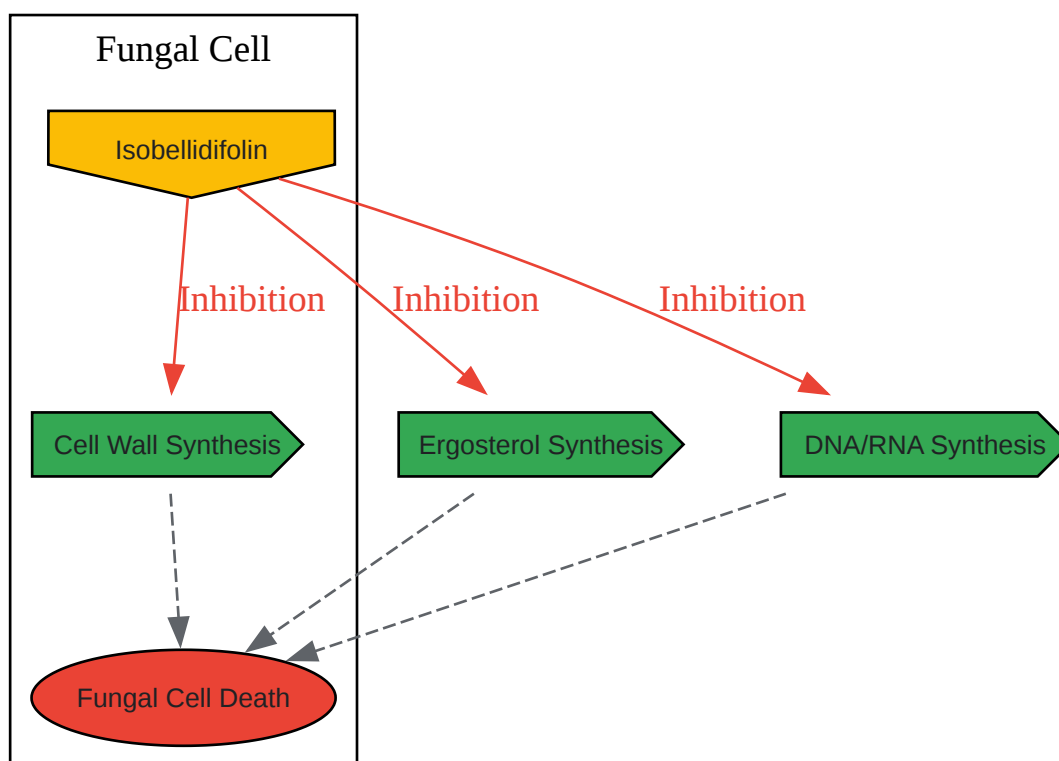 Fungal Cell
Isobellidifolin
Inhibition
Inhibition
Inhibition
Cell Wall Synthesis
Ergosterol Synthesis
DNA/RNA Synthesis
Fungal Cell Death